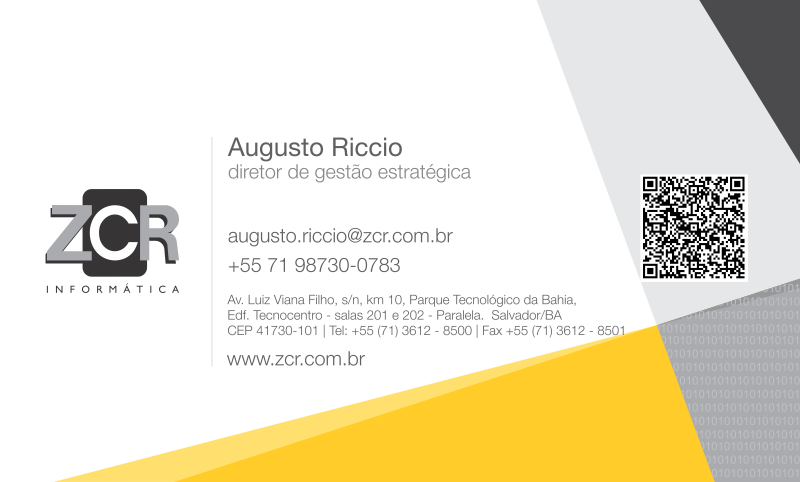 ZCR
INFORMÁTICA
Augusto Riccio
diretor de gestão estratégica
augusto.riccio@zcr.com.br
+55 71 98730-0783
Av. Luiz Viana Filho, s/n, km 10, Parque Tecnológico da Bahia,
Edf. Tecnocentro - salas 201 e 202 - Paralela. Salvador/BA
CEP 41730-101 | Tel: +55 (71) 3612 - 8500 | Fax +55 (71) 3612 - 8501
www.zcr.com.br